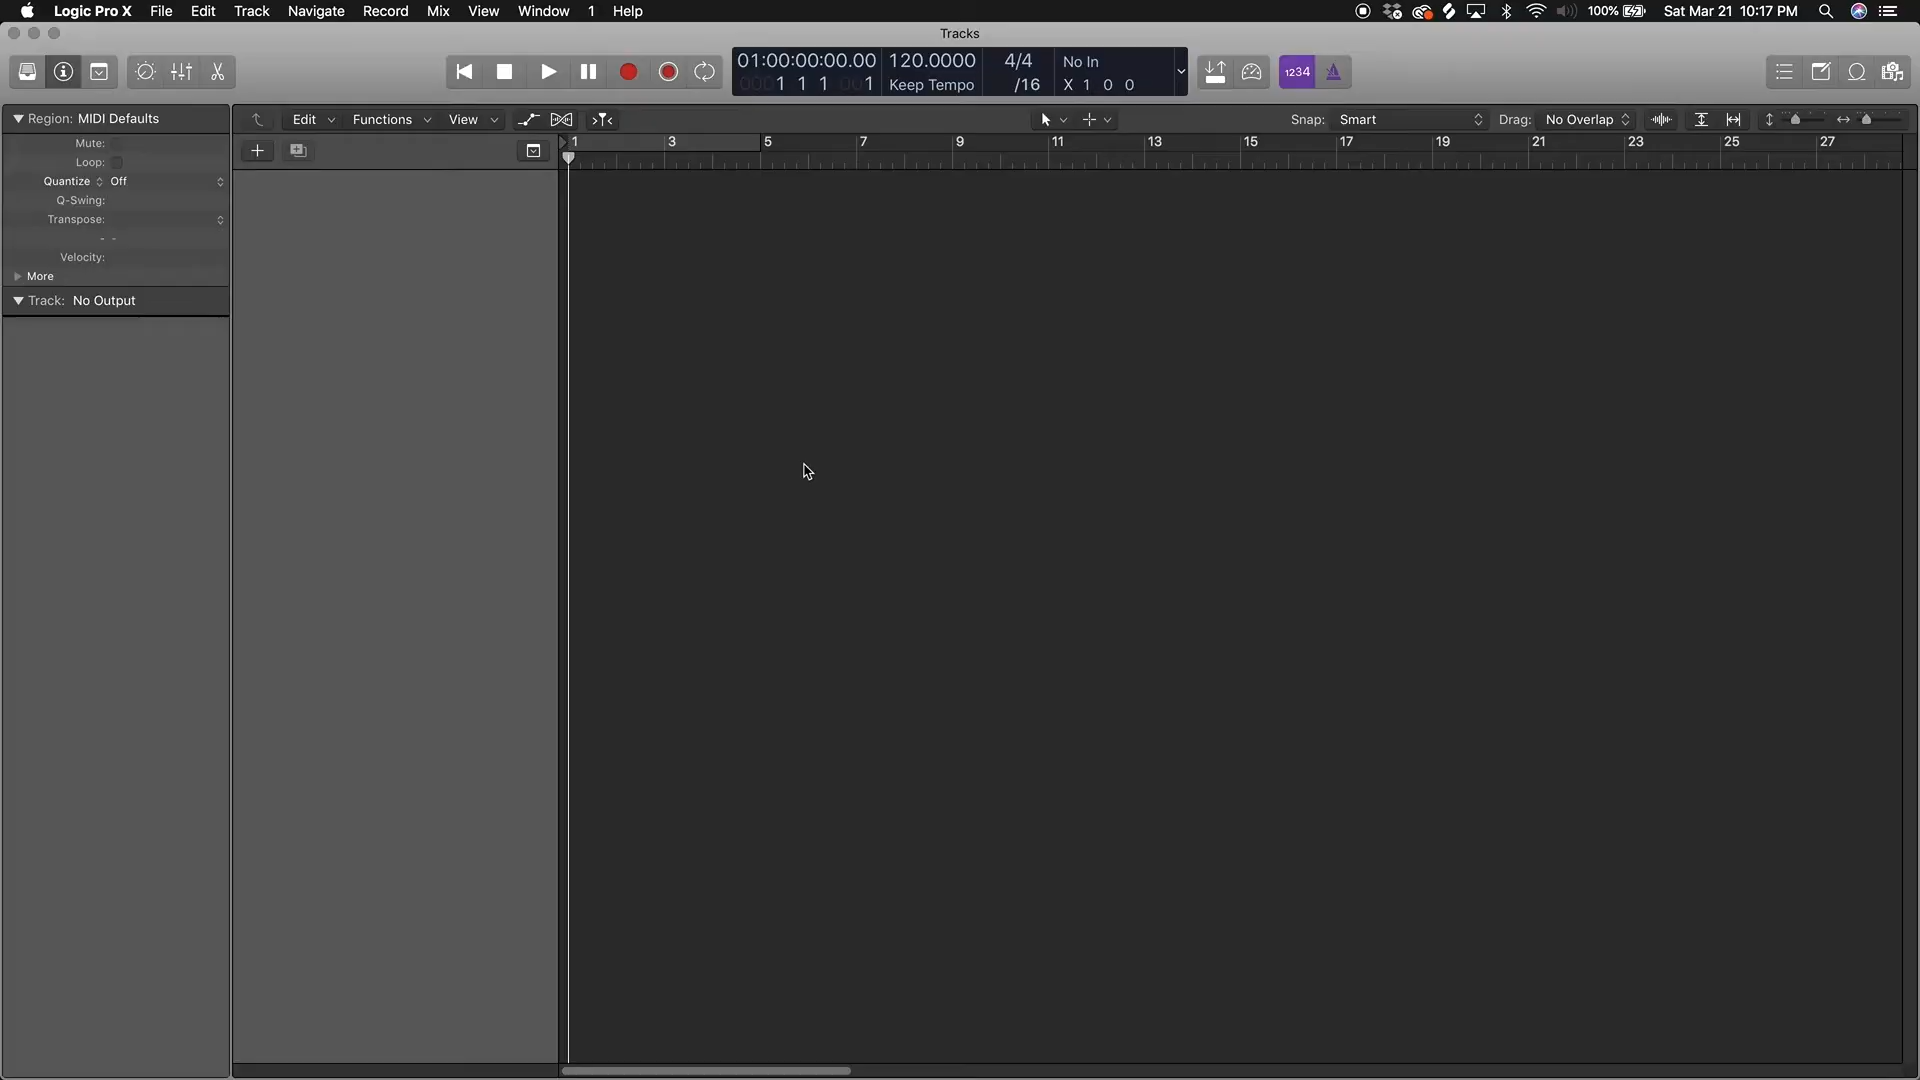 Logic Pro X File Edit Track Navigate Record Mix View Window 1 Help 100% Sat Mar 21 10:17 PM
Tracks
01:00:00:00.00 120.0000 4/4 No In
1 1 1 1 Keep Tempo /16 X 1 0 0
1234
Region: MIDI Defaults
Edit Functions View Snap: Smart Drag: No Overlap
1 3 5 7 9 11 13 15 17 19 21 23 25 27
Mute:
Loop:
Quantize Off
Q-Swing:
Transpose:
- -
Velocity:
More
Track: No Output